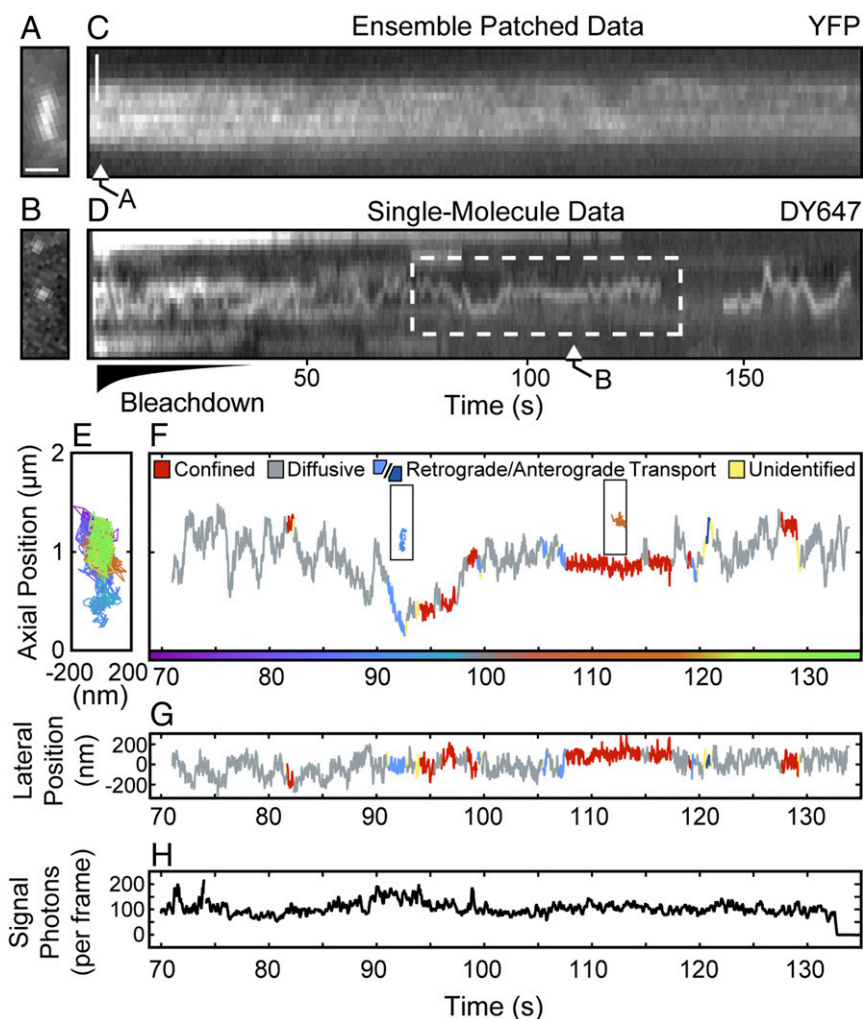 A
C
Ensemble Patched Data
YFP
A
B
D
Single-Molecule Data
DY647
50
100
B
150
Bleachdown
Time (s)
E
F
Axial Position (μm)
2
1
0
-200
200
(nm)
Confined
Diffusive
Retrograde/Anterograde Transport
Unidentified
70
80
90
100
110
120
130
G
Lateral
Position
(nm)
200
0
-200
70
80
90
100
110
120
130
H
Signal
Photons
(per frame)
200
100
0
70
80
90
100
110
120
130
Time (s)